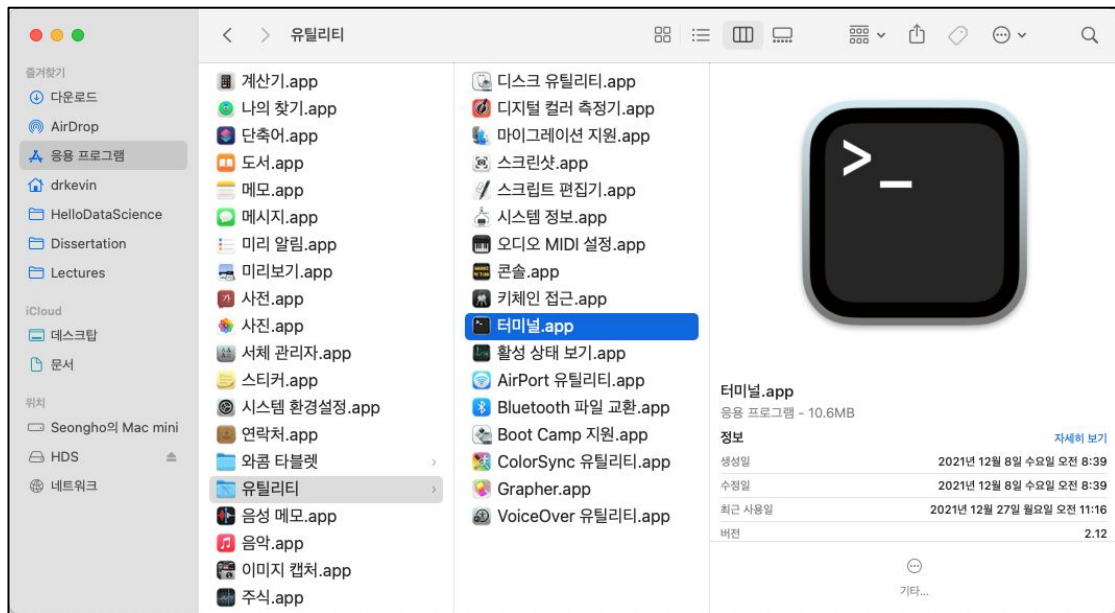 유틸리티
즐겨찾기
다운로드
AirDrop
응용 프로그램
drkevin
HelloDataScience
Dissertation
Lectures
iCloud
데스크탑
문서
위치
Seongho의 Mac mini
HDS
네트워크
계산기.app
나의 찾기.app
단축어.app
도서.app
메모.app
메시지.app
미리 알림.app
미리보기.app
사전.app
사진.app
서체 관리자.app
스티커.app
시스템 환경설정.app
연락처.app
와콤 타블렛
유틸리티
음성 메모.app
음악.app
이미지 캡처.app
주식.app
디스크 유틸리티.app
디지털 컬러 측정기.app
마이그레이션 지원.app
스크린샷.app
스크립트 편집기.app
시스템 정보.app
오디오 MIDI 설정.app
콘솔.app
키체인 접근.app
터미널.app
활성 상태 보기.app
AirPort 유틸리티.app
Bluetooth 파일 교환.app
Boot Camp 지원.app
ColorSync 유틸리티.app
Grapher.app
VoiceOver 유틸리티.app
>_
터미널.app
응용 프로그램 - 10.6MB
정보 자세히 보기
생성일 2021년 12월 8일 수요일 오전 8:39
수정일 2021년 12월 8일 수요일 오전 8:39
최근 사용일 2021년 12월 27일 월요일 오전 11:16
버전 2.12
기타...